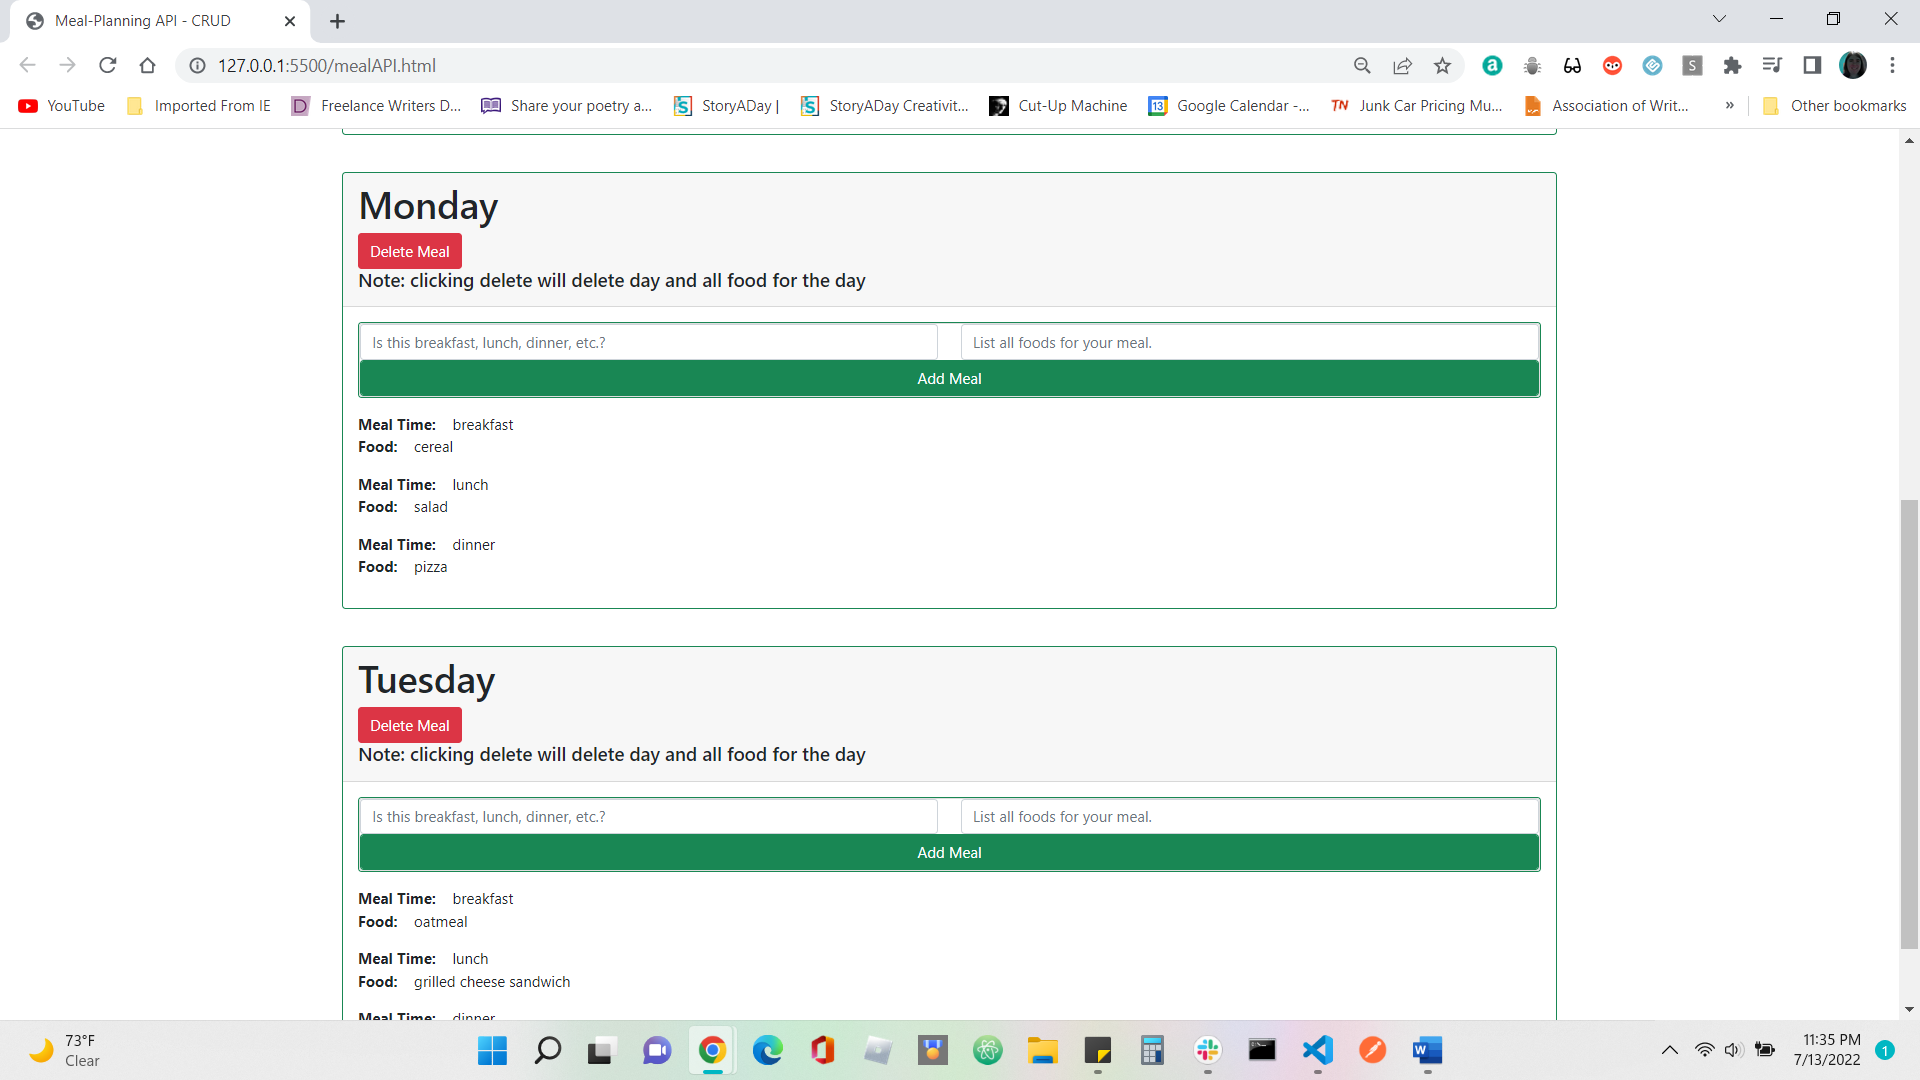 Meal-Planning API - CRUD
127.0.0.1:5500/mealAPI.html
YouTube Imported From IE Freelance Writers D... Share your poetry a... StoryADay | StoryADay Creativit... Cut-Up Machine Google Calendar -... Junk Car Pricing Mu... Association of Writ... » Other bookmarks
Monday
Delete Meal
Note: clicking delete will delete day and all food for the day
Is this breakfast, lunch, dinner, etc.? List all foods for your meal.
Add Meal
Meal Time: breakfast
Food: cereal
Meal Time: lunch
Food: salad
Meal Time: dinner
Food: pizza
Tuesday
Delete Meal
Note: clicking delete will delete day and all food for the day
Is this breakfast, lunch, dinner, etc.? List all foods for your meal.
Add Meal
Meal Time: breakfast
Food: oatmeal
Meal Time: lunch
Food: grilled cheese sandwich
Meal Time: dinner
73°F
Clear
11:35 PM
7/13/2022
1